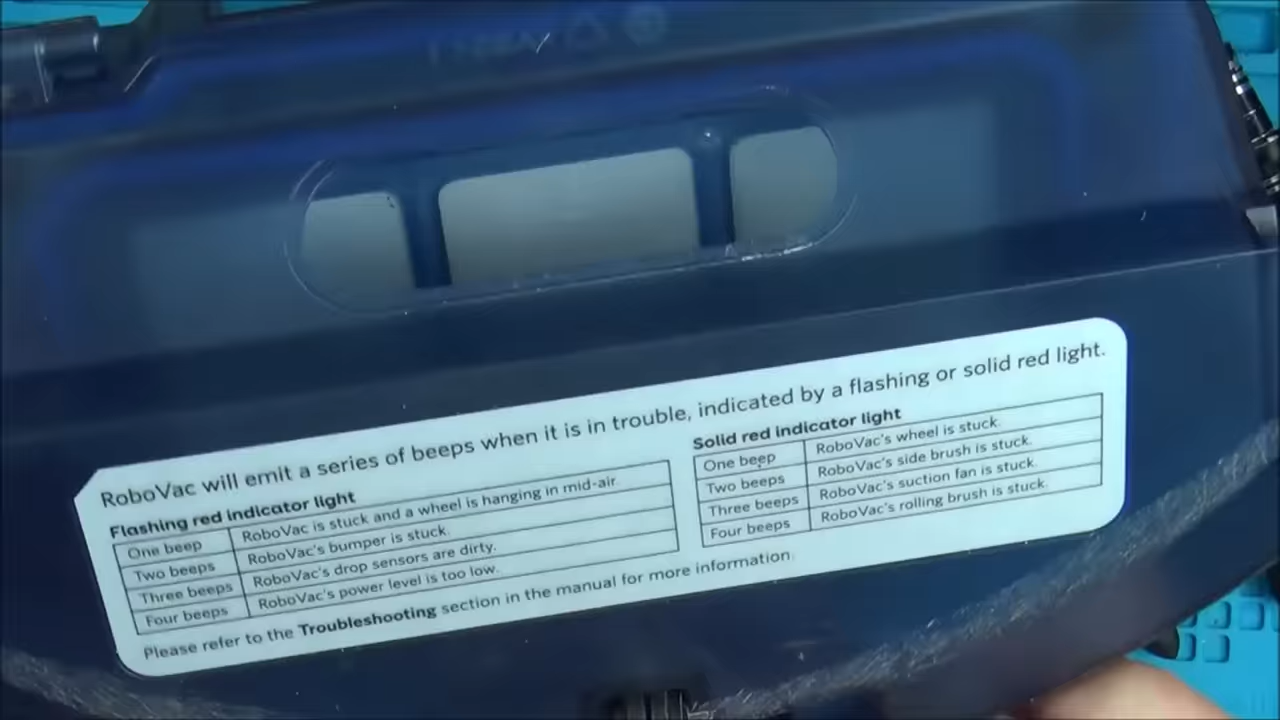 RoboVac will emit a series of beeps when it is in trouble, indicated by a flashing or solid red light.
Flashing red indicator light
One beep RoboVac is stuck and a wheel is hanging in mid-air.
Two beeps RoboVac's bumper is stuck.
Three beeps RoboVac's drop sensors are dirty.
Four beeps RoboVac's power level is too low.
Solid red indicator light
One beep RoboVac's wheel is stuck.
Two beeps RoboVac's side brush is stuck.
Three beeps RoboVac's suction fan is stuck.
Four beeps RoboVac's rolling brush is stuck.
Please refer to the Troubleshooting section in the manual for more information.